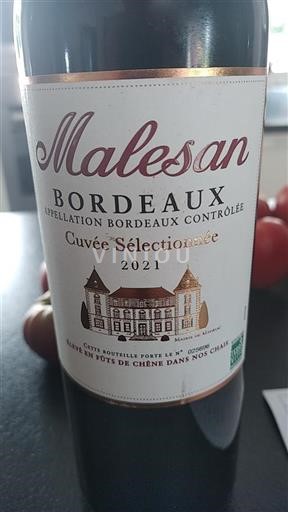 Malesan
BORDEAUX
APPELLATION BORDEAUX CONTRÔLÉE
Cuvée Sélectionnée
VINIOU
2021
CETTE BOUTEILLE PORTE LE N° 025696
ÉLEVÉ EN FÛTS DE CHÊNE DANS NOS CHAIS